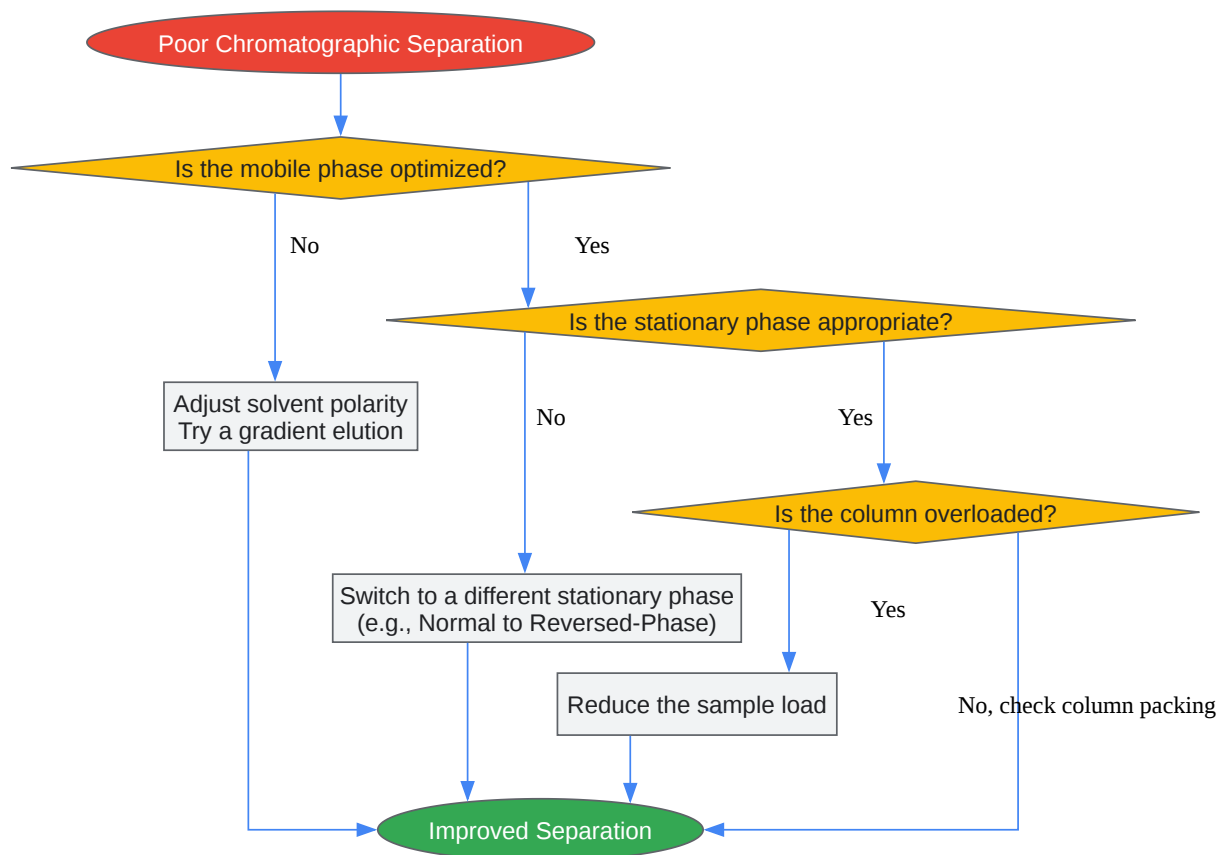 Poor Chromatographic Separation
Is the mobile phase optimized?
No
Yes
Is the stationary phase appropriate?
Adjust solvent polarity
Try a gradient elution
No
Yes
Is the column overloaded?
Switch to a different stationary phase
(e.g., Normal to Reversed-Phase)
Yes
Reduce the sample load
No, check column packing
Improved Separation